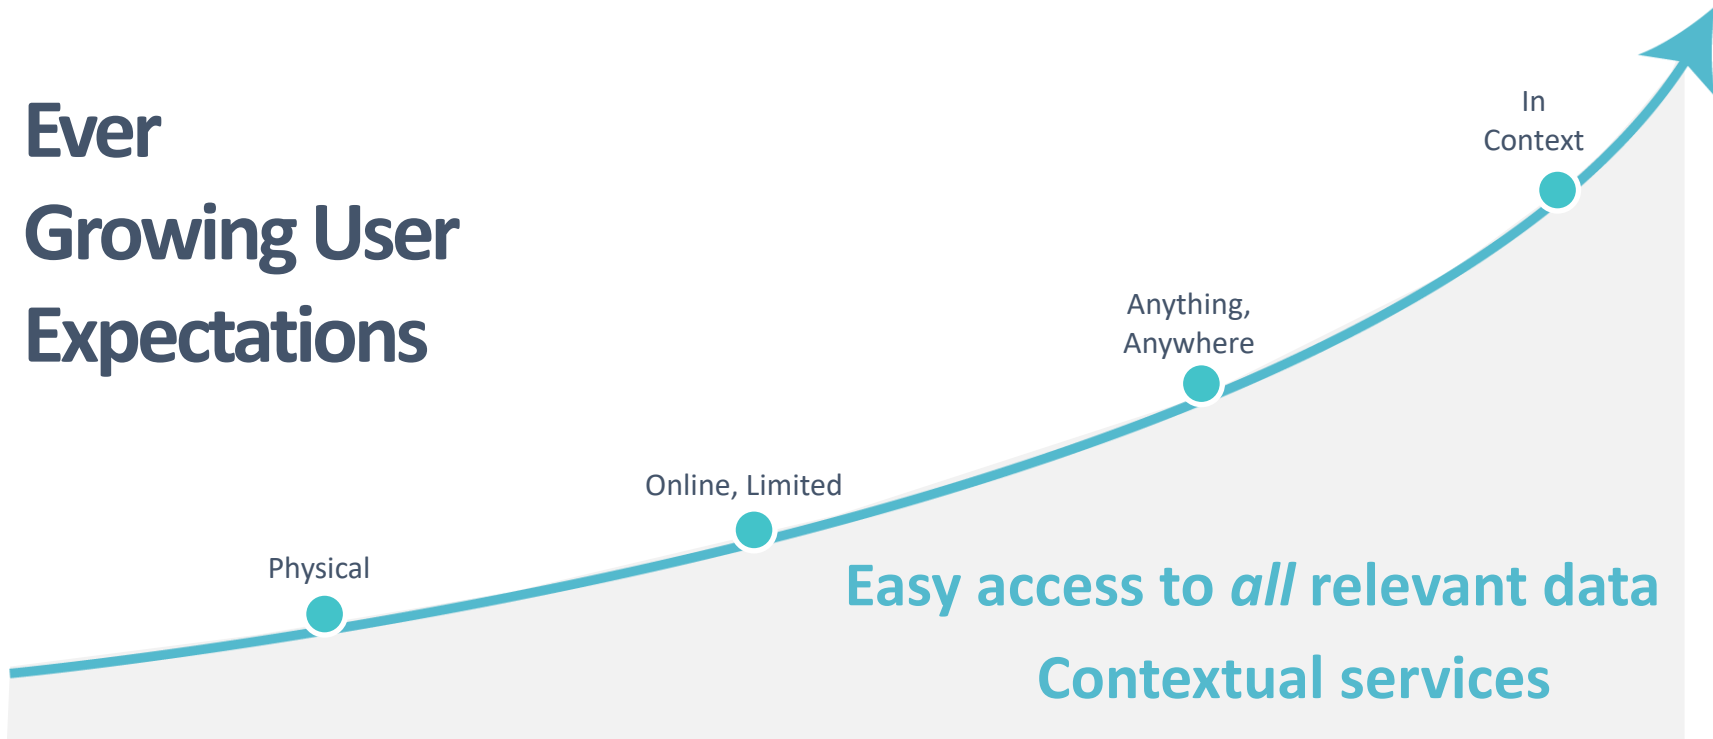 Ever
Growing User
Expectations
In
Context
Anything,
Anywhere
Online, Limited
Physical
Easy access to all relevant data
Contextual services